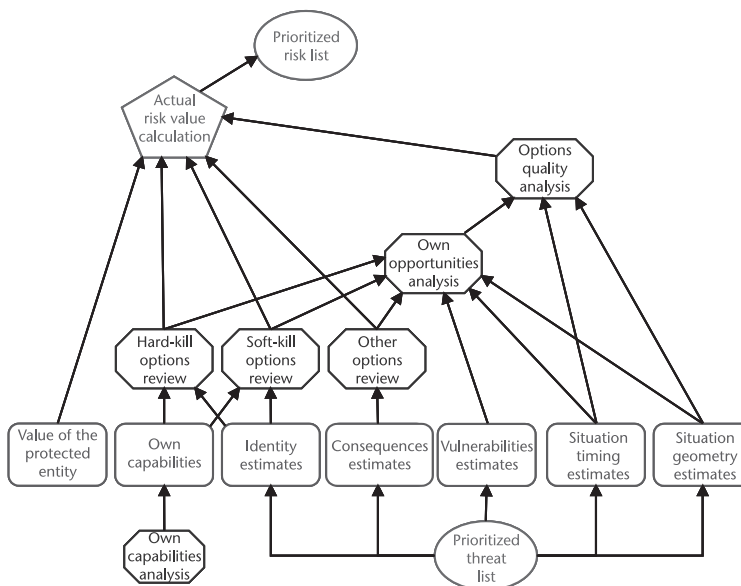 Prioritized
risk list
Actual
risk value
calculation
Options
quality
analysis
Own
opportunities
analysis
Hard-kill
options
review
Soft-kill
options
review
Other
options
review
Value of the
protected
entity
Own
capabilities
Identity
estimates
Consequences
estimates
Vulnerabilities
estimates
Situation
timing
estimates
Situation
geometry
estimates
Own
capabilities
analysis
Prioritized
threat
list